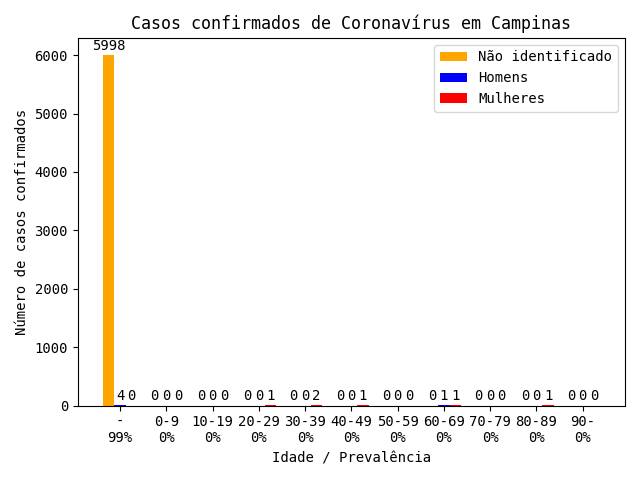 Casos confirmados de Coronavírus em Campinas
5998
Não identificado
Homens
Mulheres
6000
5000
4000
3000
2000
1000
0
Número de casos confirmados
4 0 0 0 0 0 0 0 0 0 1 0 0 2 0 0 1 0 0 0 0 1 1 0 0 0 0 0 1 0 0 0
- 0-9 10-19 20-29 30-39 40-49 50-59 60-69 70-79 80-89 90-
99% 0% 0% 0% 0% 0% 0% 0% 0% 0% 0%
Idade / Prevalência